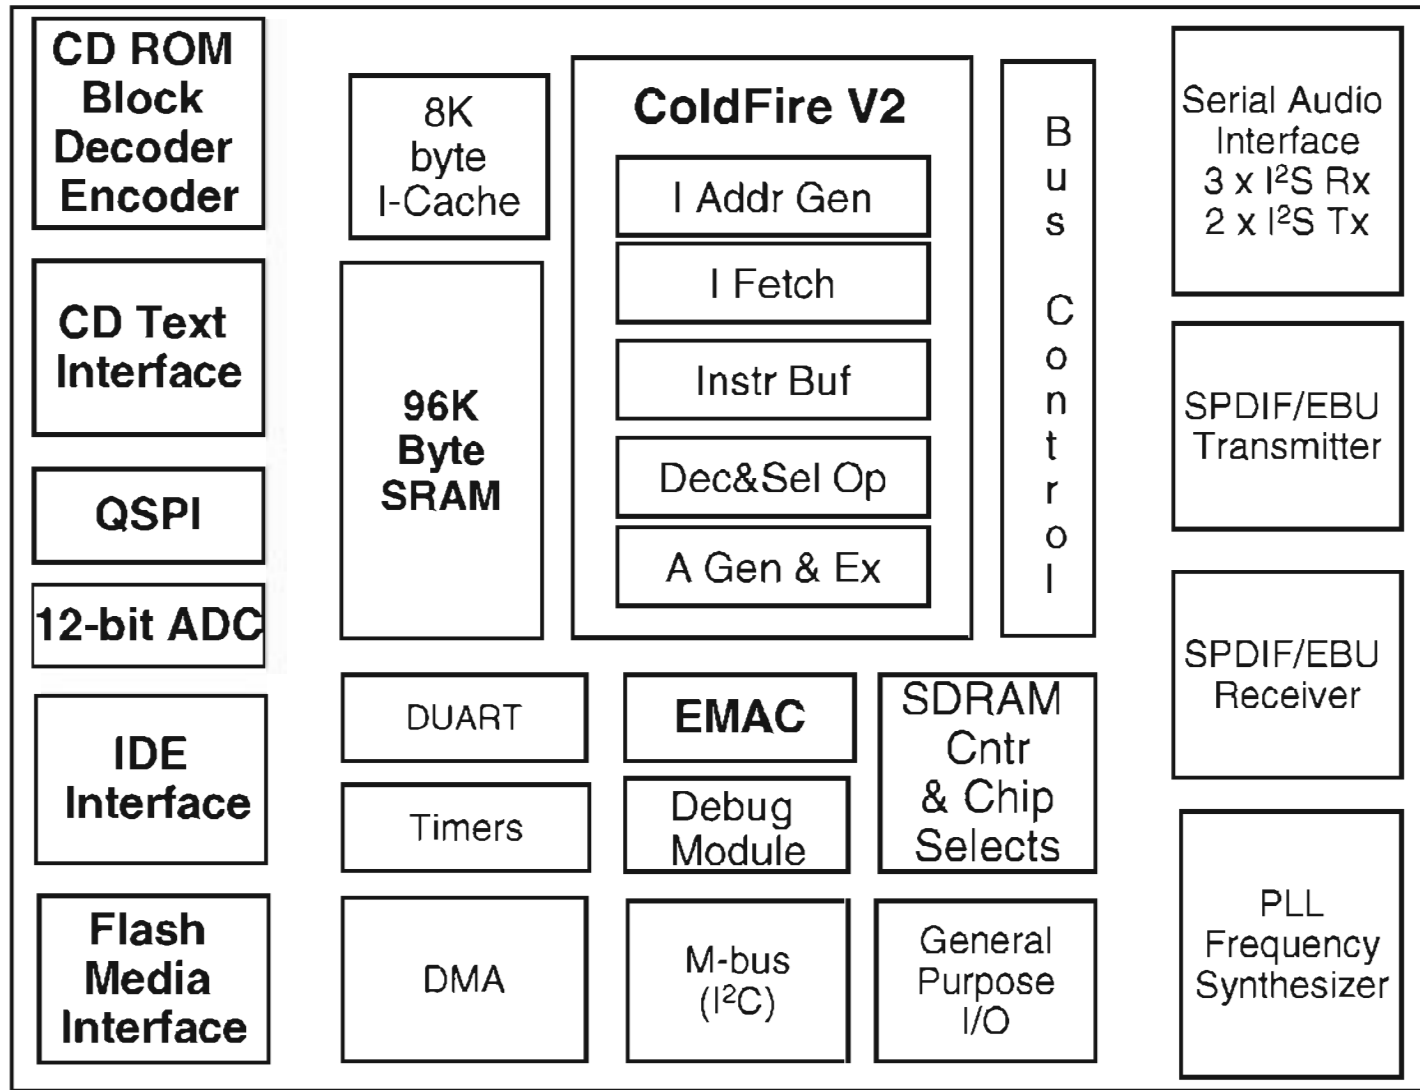 CD ROM
Block
Decoder
Encoder
CD Text
Interface
QSPI
12-bit ADC
IDE
Interface
Flash
Media
Interface
8K
byte
I-Cache
96K
Byte
SRAM
ColdFire V2
I Addr Gen
I Fetch
Instr Buf
Dec&Sel Op
A Gen & Ex
Bus Control
DUART
Timers
DMA
EMAC
Debug
Module
M-bus
(I²C)
SDRAM
Cntr
& Chip
Selects
General
Purpose
I/O
Serial Audio
Interface
3 x I²S Rx
2 x I²S Tx
SPDIF/EBU
Transmitter
SPDIF/EBU
Receiver
PLL
Frequency
Synthesizer